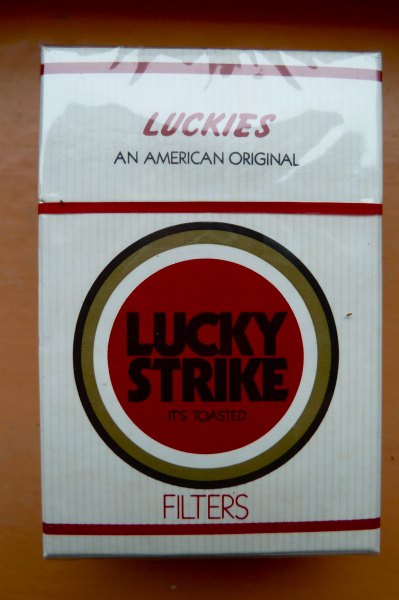 LUCKIES
AN AMERICAN ORIGINAL
LUCKY
STRIKE
IT'S TOASTED
FILTERS